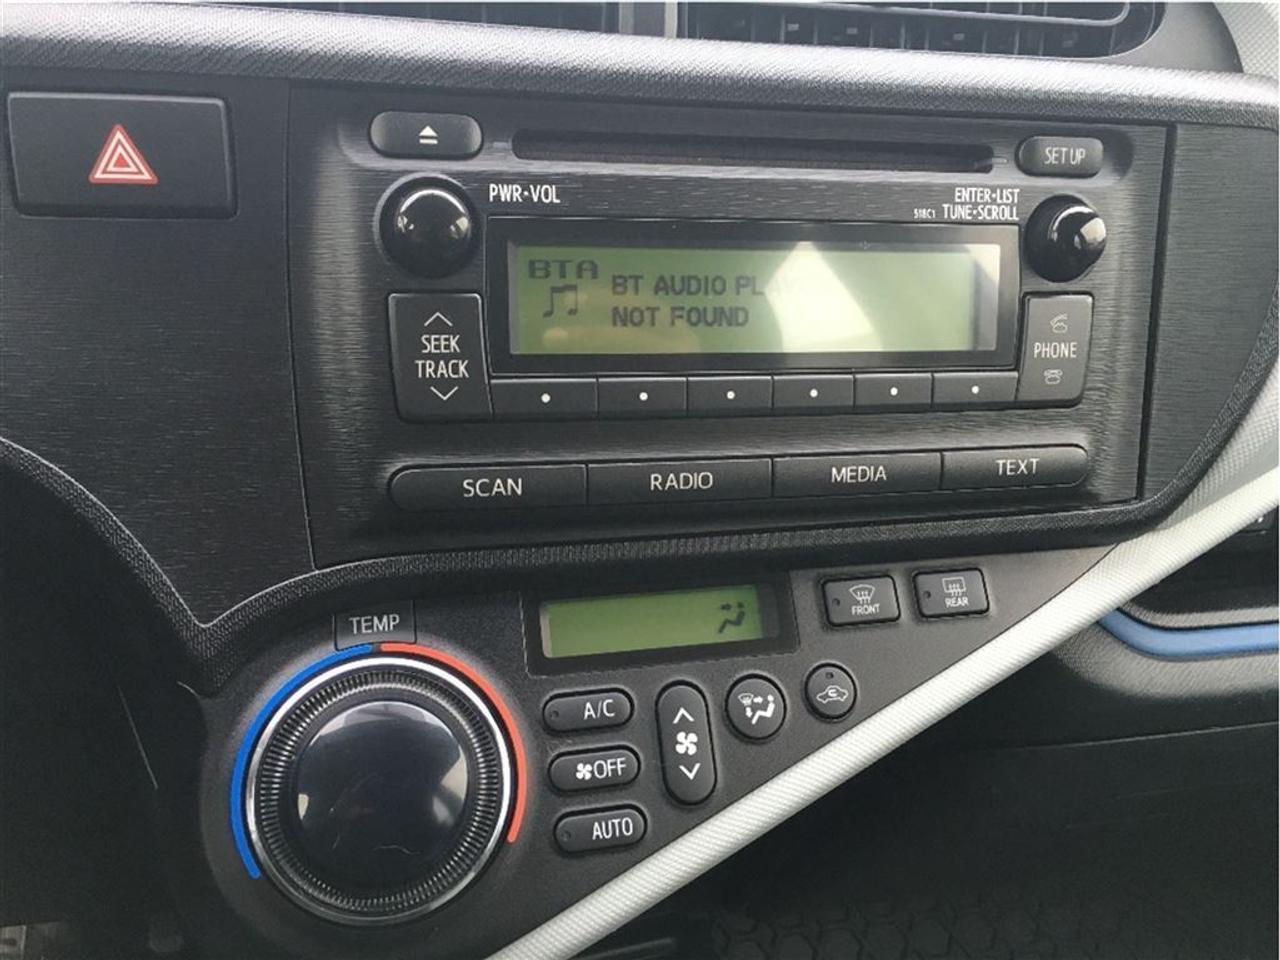 SET UP
PWR•VOL
ENTER•LIST
518C1 TUNE•SCROLL
BTA
BT AUDIO PLAYER
NOT FOUND
SEEK
TRACK
PHONE
SCAN
RADIO
MEDIA
TEXT
TEMP
FRONT
REAR
A/C
OFF
AUTO